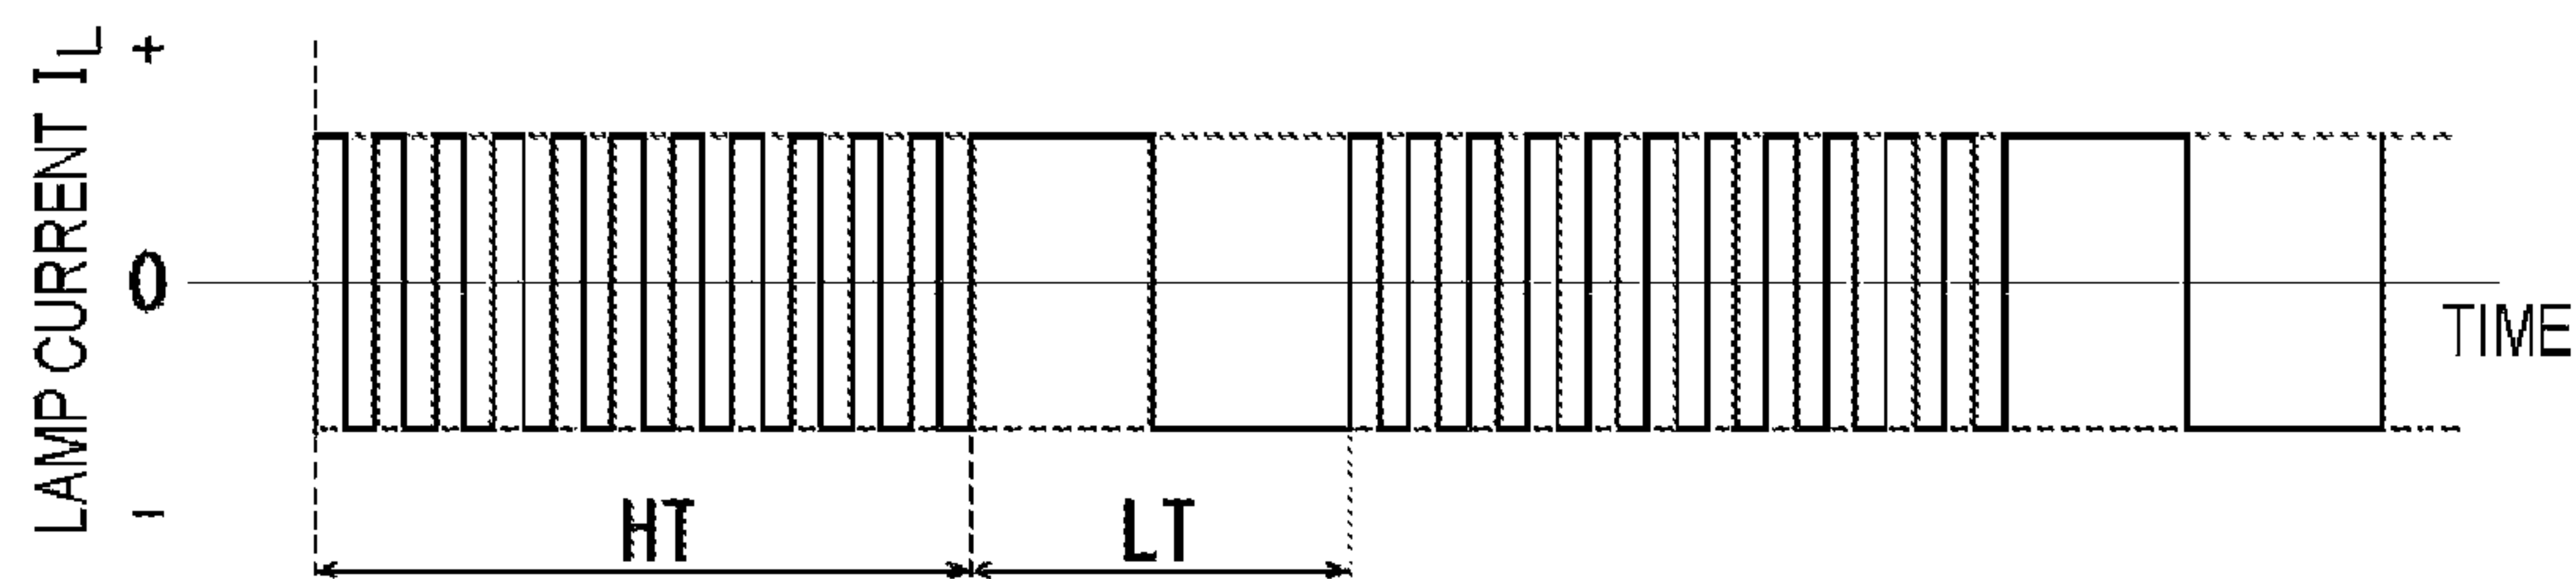 LAMP CURRENT IL
+
0
−
TIME
HT
LT